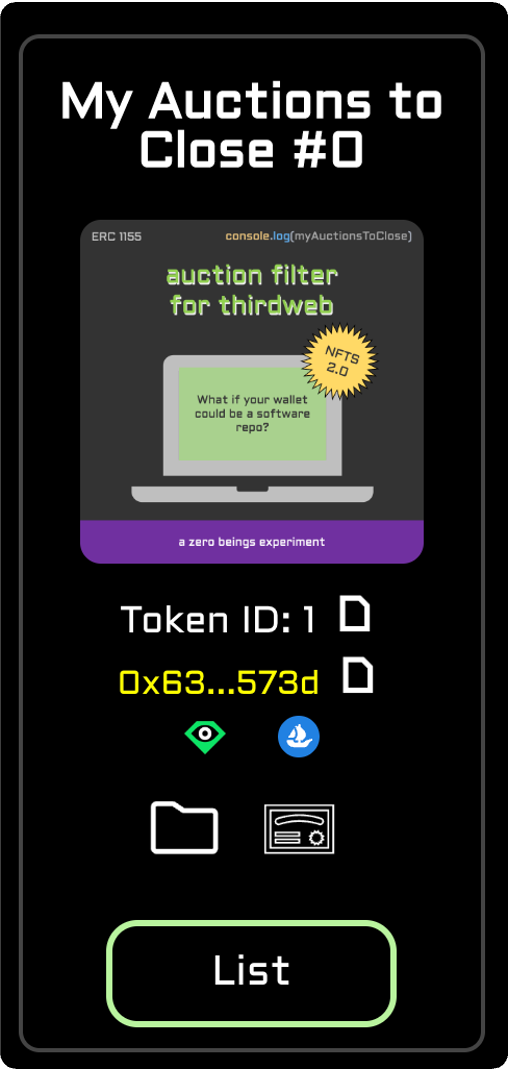 My Auctions to
Close #0
ERC 1155
console.log(myAuctionsToClose)
auction filter
for thirdweb
NFTS
2.0
What if your wallet
could be a software
repo?
a zero beings experiment
Token ID: 1
0x63...573d
List